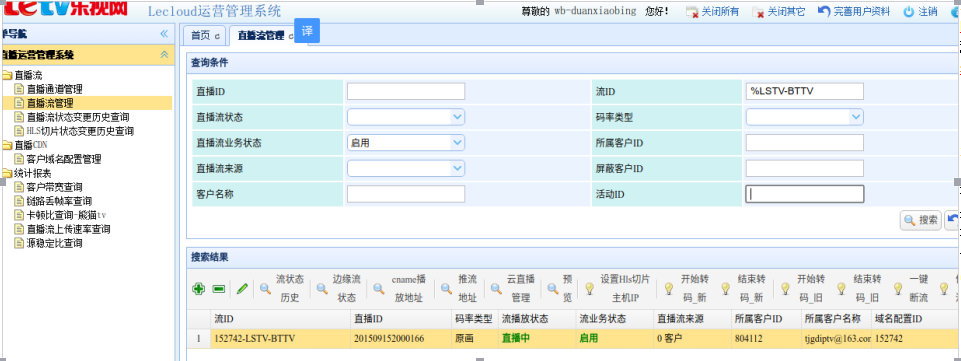 letv乐视网 Lecloud运营管理系统 尊敬的 wb-duanxiaobing 您好! 关闭所有 关闭其它 完善用户资料 注销
单导航
首页
直播流管理
译
直播运营管理系统
直播流
直播通道管理
直播流管理
直播流状态变更历史查询
HLS切片状态变更历史查询
直播CDN
客户域名配置管理
统计报表
客户带宽查询
链路丢帧率查询
卡顿比查询-熊猫tv
直播流上传速率查询
源稳定比查询
查询条件
直播ID 流ID %LSTV-BTTV
直播流状态 码率类型
直播流业务状态 启用 所属客户ID
直播流来源 屏蔽客户ID
客户名称 活动ID
搜索
搜索结果
流状态历史 边缘流状态 cname播放地址 推流地址 云直播管理 预览 设置Hls切片主机IP 开始转码_新 结束转码_新 开始转码_旧 结束转码_旧 一键断流
流ID 直播ID 码率类型 流播放状态 流业务状态 直播流来源 所属客户ID 所属客户名称 域名配置ID
1 152742-LSTV-BTTV 201509152000166 原画 直播中 启用 0 客户 804112 tjgdiptv@163.com 152742